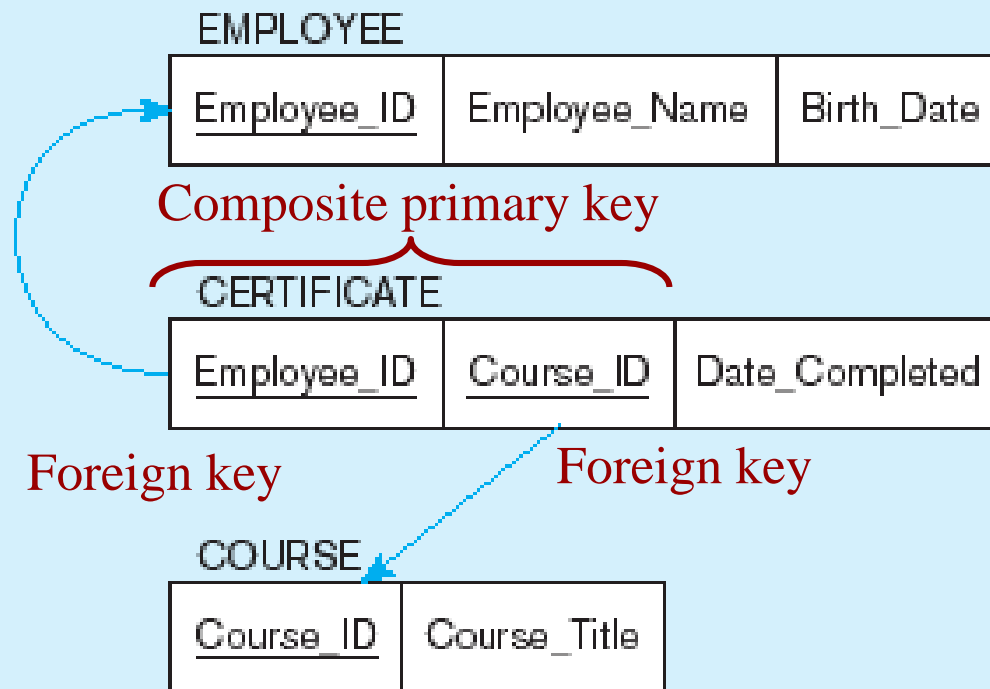 EMPLOYEE
Employee_ID Employee_Name Birth_Date
Composite primary key
CERTIFICATE
Employee_ID Course_ID Date_Completed
Foreign key Foreign key
COURSE
Course_ID Course_Title